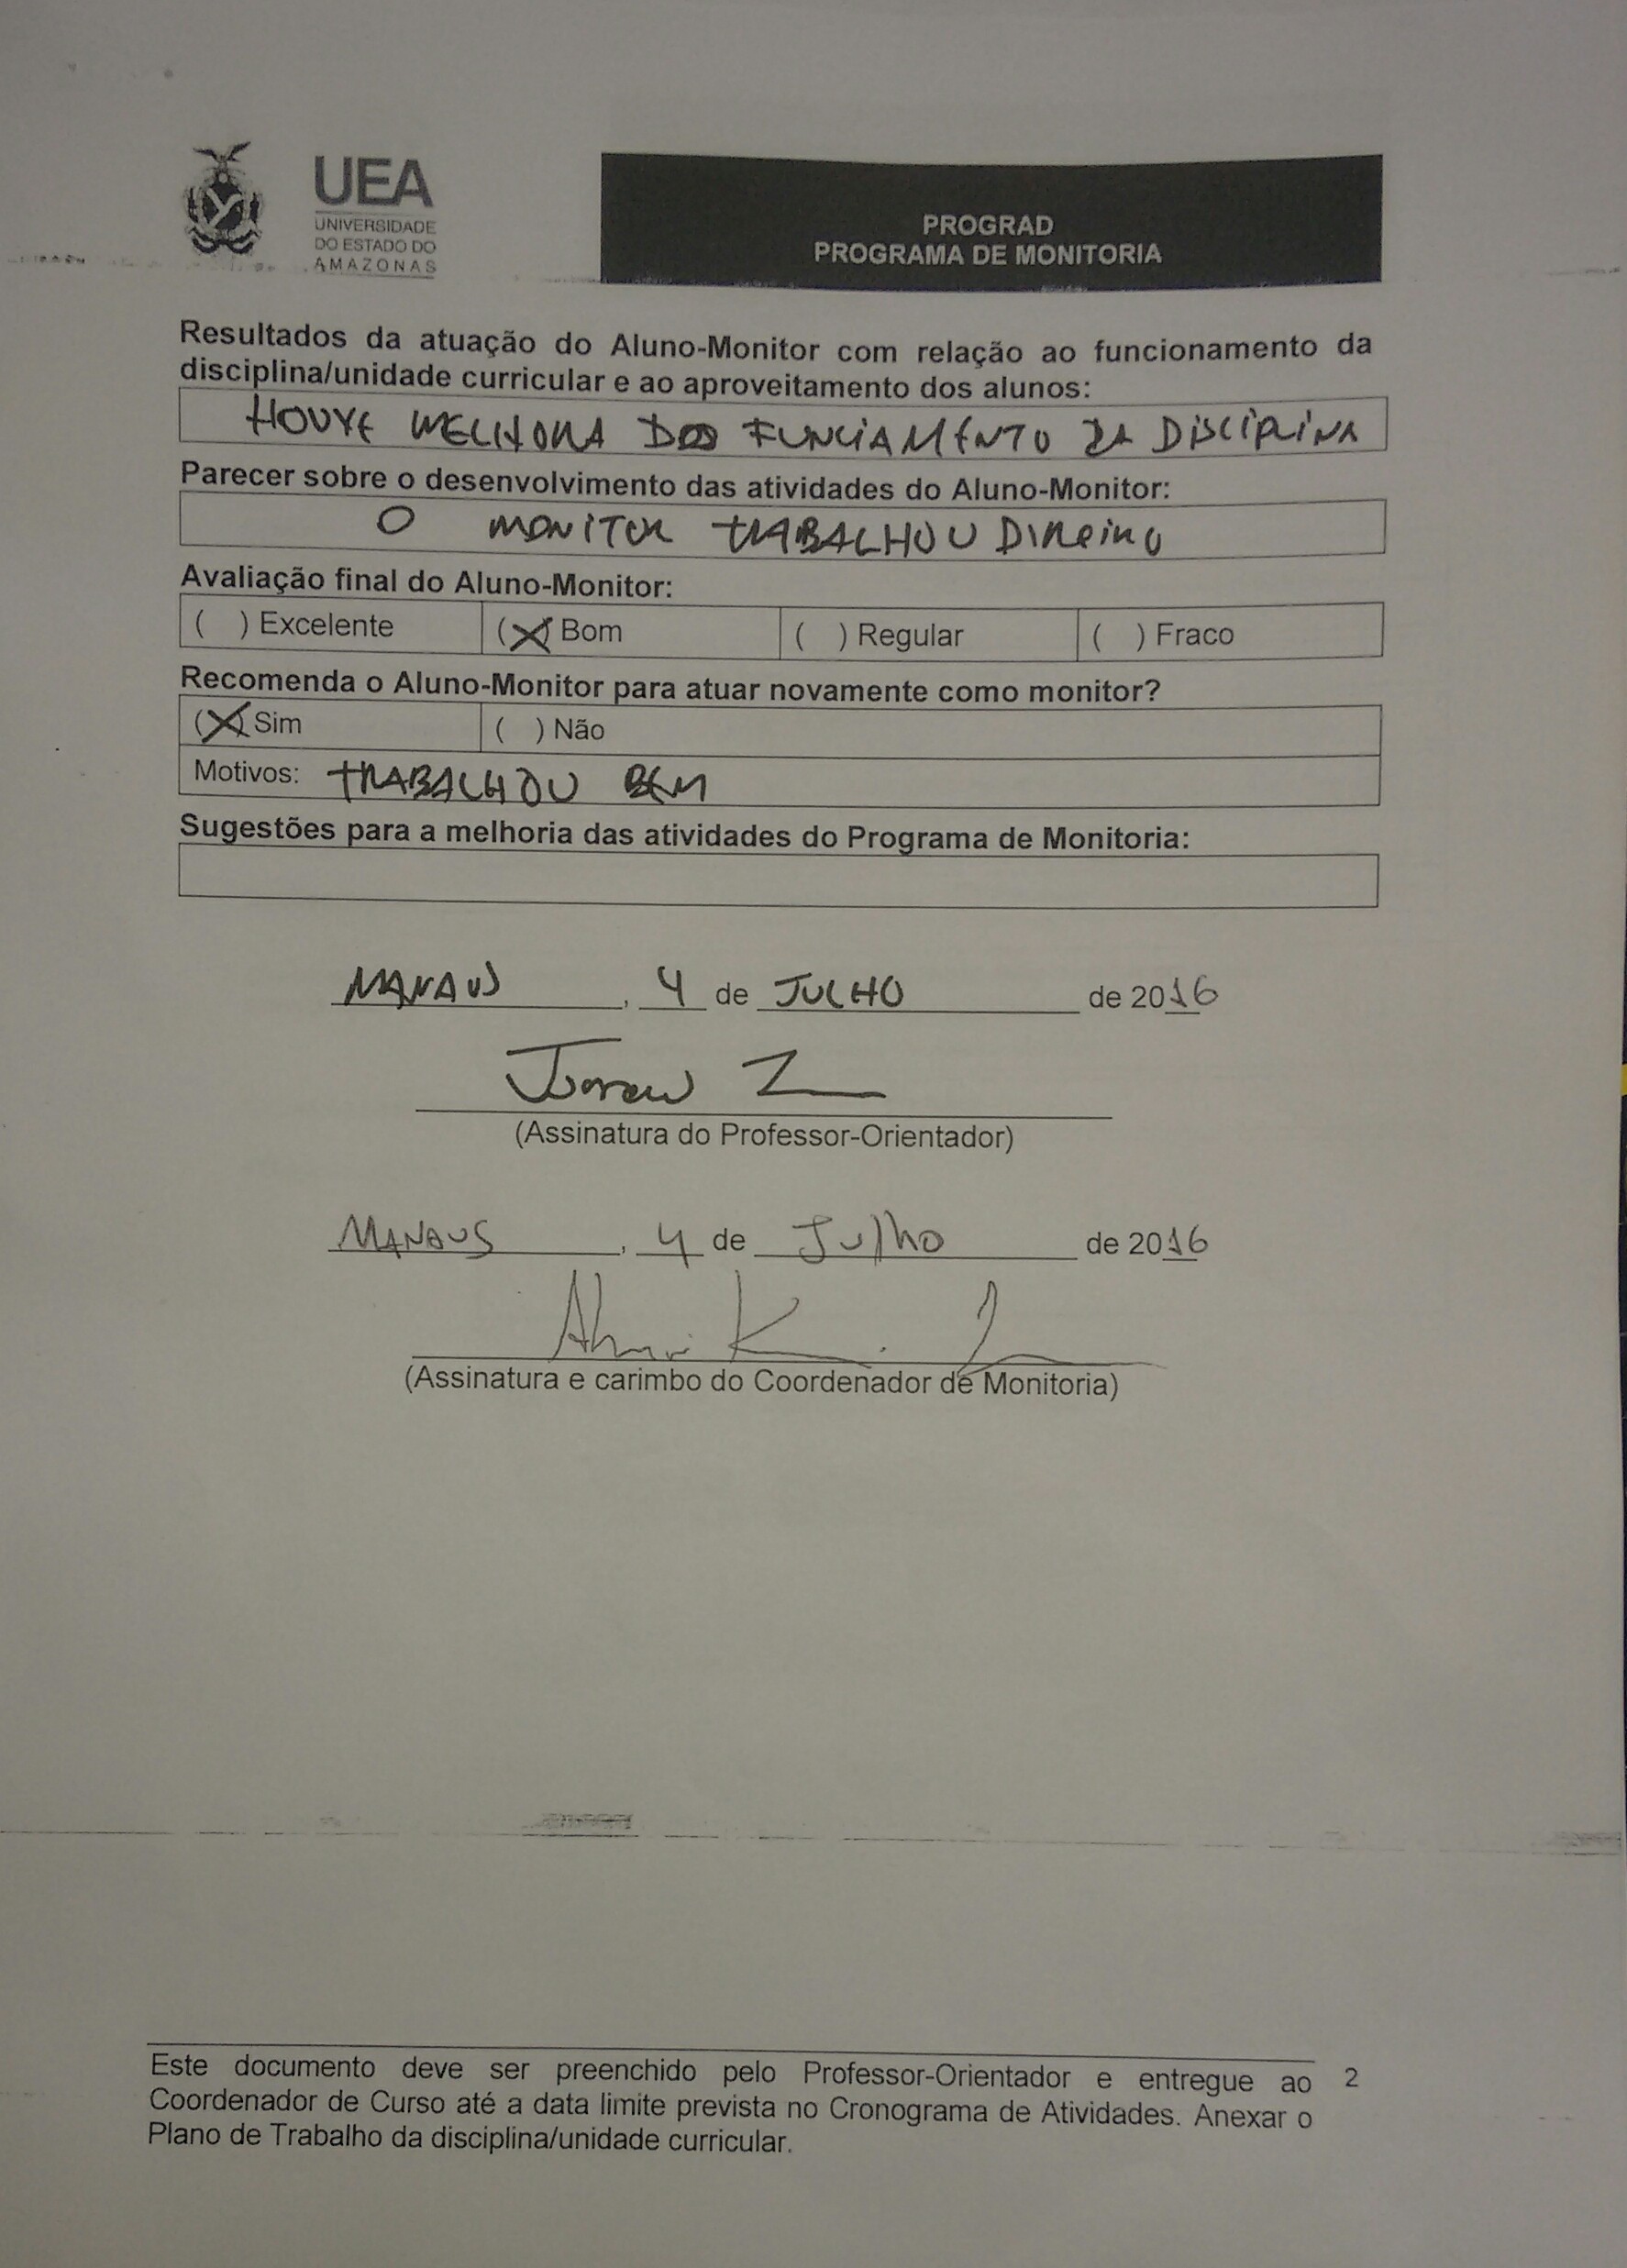 UEA
UNIVERSIDADE
DO ESTADO DO
AMAZONAS
PROGRAD
PROGRAMA DE MONITORIA
Resultados da atuação do Aluno-Monitor com relação ao funcionamento da
disciplina/unidade curricular e ao aproveitamento dos alunos:
HOUVE MELHORA DO FUNCIAMENTO DA DISCIPLINA
Parecer sobre o desenvolvimento das atividades do Aluno-Monitor:
O MONITOR TRABALHOU DIREITO
Avaliação final do Aluno-Monitor:
( ) Excelente (X) Bom ( ) Regular ( ) Fraco
Recomenda o Aluno-Monitor para atuar novamente como monitor?
(X) Sim ( ) Não
Motivos: TRABALHOU BEM
Sugestões para a melhoria das atividades do Programa de Monitoria:
MANAUS, 4 de JULHO de 2016
(Assinatura do Professor-Orientador)
MANAUS, 4 de Julho de 2016
(Assinatura e carimbo do Coordenador de Monitoria)
Este documento deve ser preenchido pelo Professor-Orientador e entregue ao 2
Coordenador de Curso até a data limite prevista no Cronograma de Atividades. Anexar o
Plano de Trabalho da disciplina/unidade curricular.